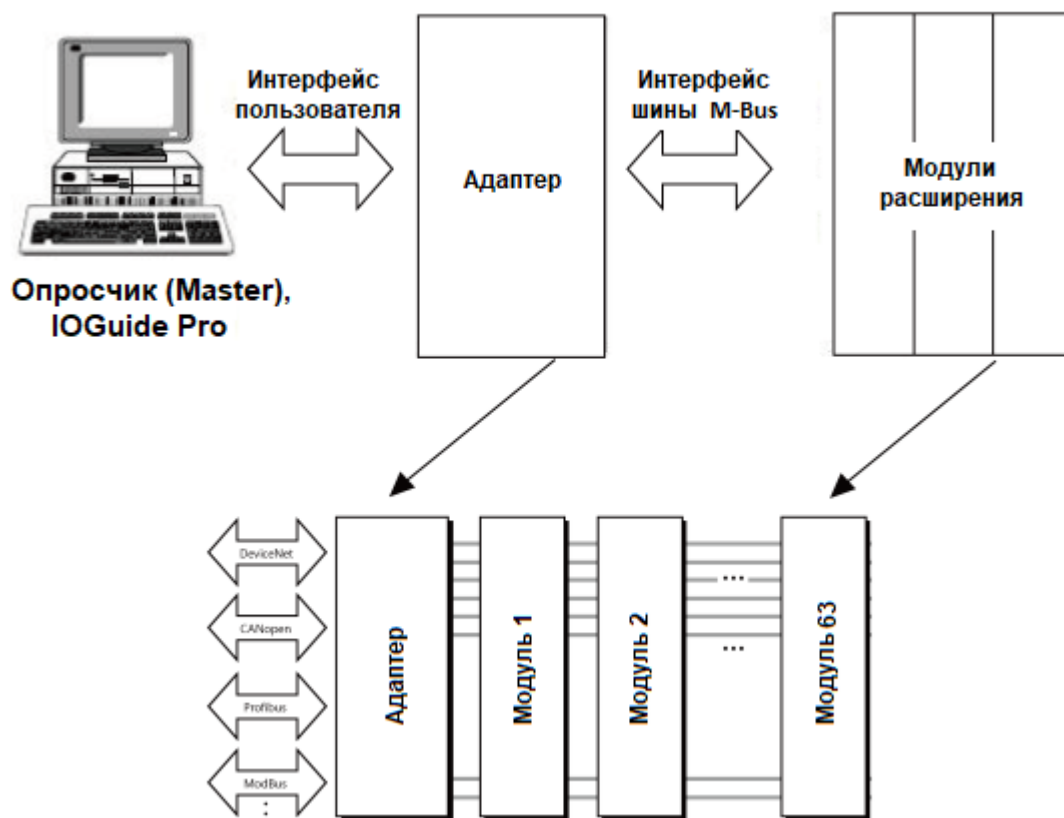 Интерфейс
пользователя
Адаптер
Интерфейс
шины M-Bus
Модули
расширения
Опросчик (Master),
IOGuide Pro
DeviceNet
CANopen
Profibus
ModBus
:
Адаптер
Модуль 1
Модуль 2
...
...
Модуль 63